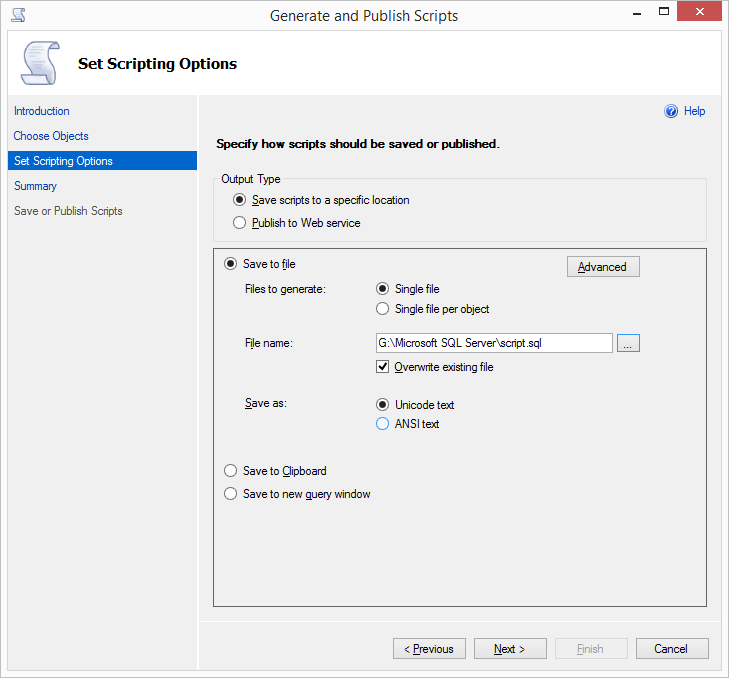 Generate and Publish Scripts
Set Scripting Options
Introduction
Choose Objects
Set Scripting Options
Summary
Save or Publish Scripts
Help
Specify how scripts should be saved or published.
Output Type
Save scripts to a specific location
Publish to Web service
Save to file
Advanced
Files to generate:
Single file
Single file per object
File name:
G:\Microsoft SQL Server\script.sql
...
Overwrite existing file
Save as:
Unicode text
ANSI text
Save to Clipboard
Save to new query window
< Previous
Next >
Finish
Cancel